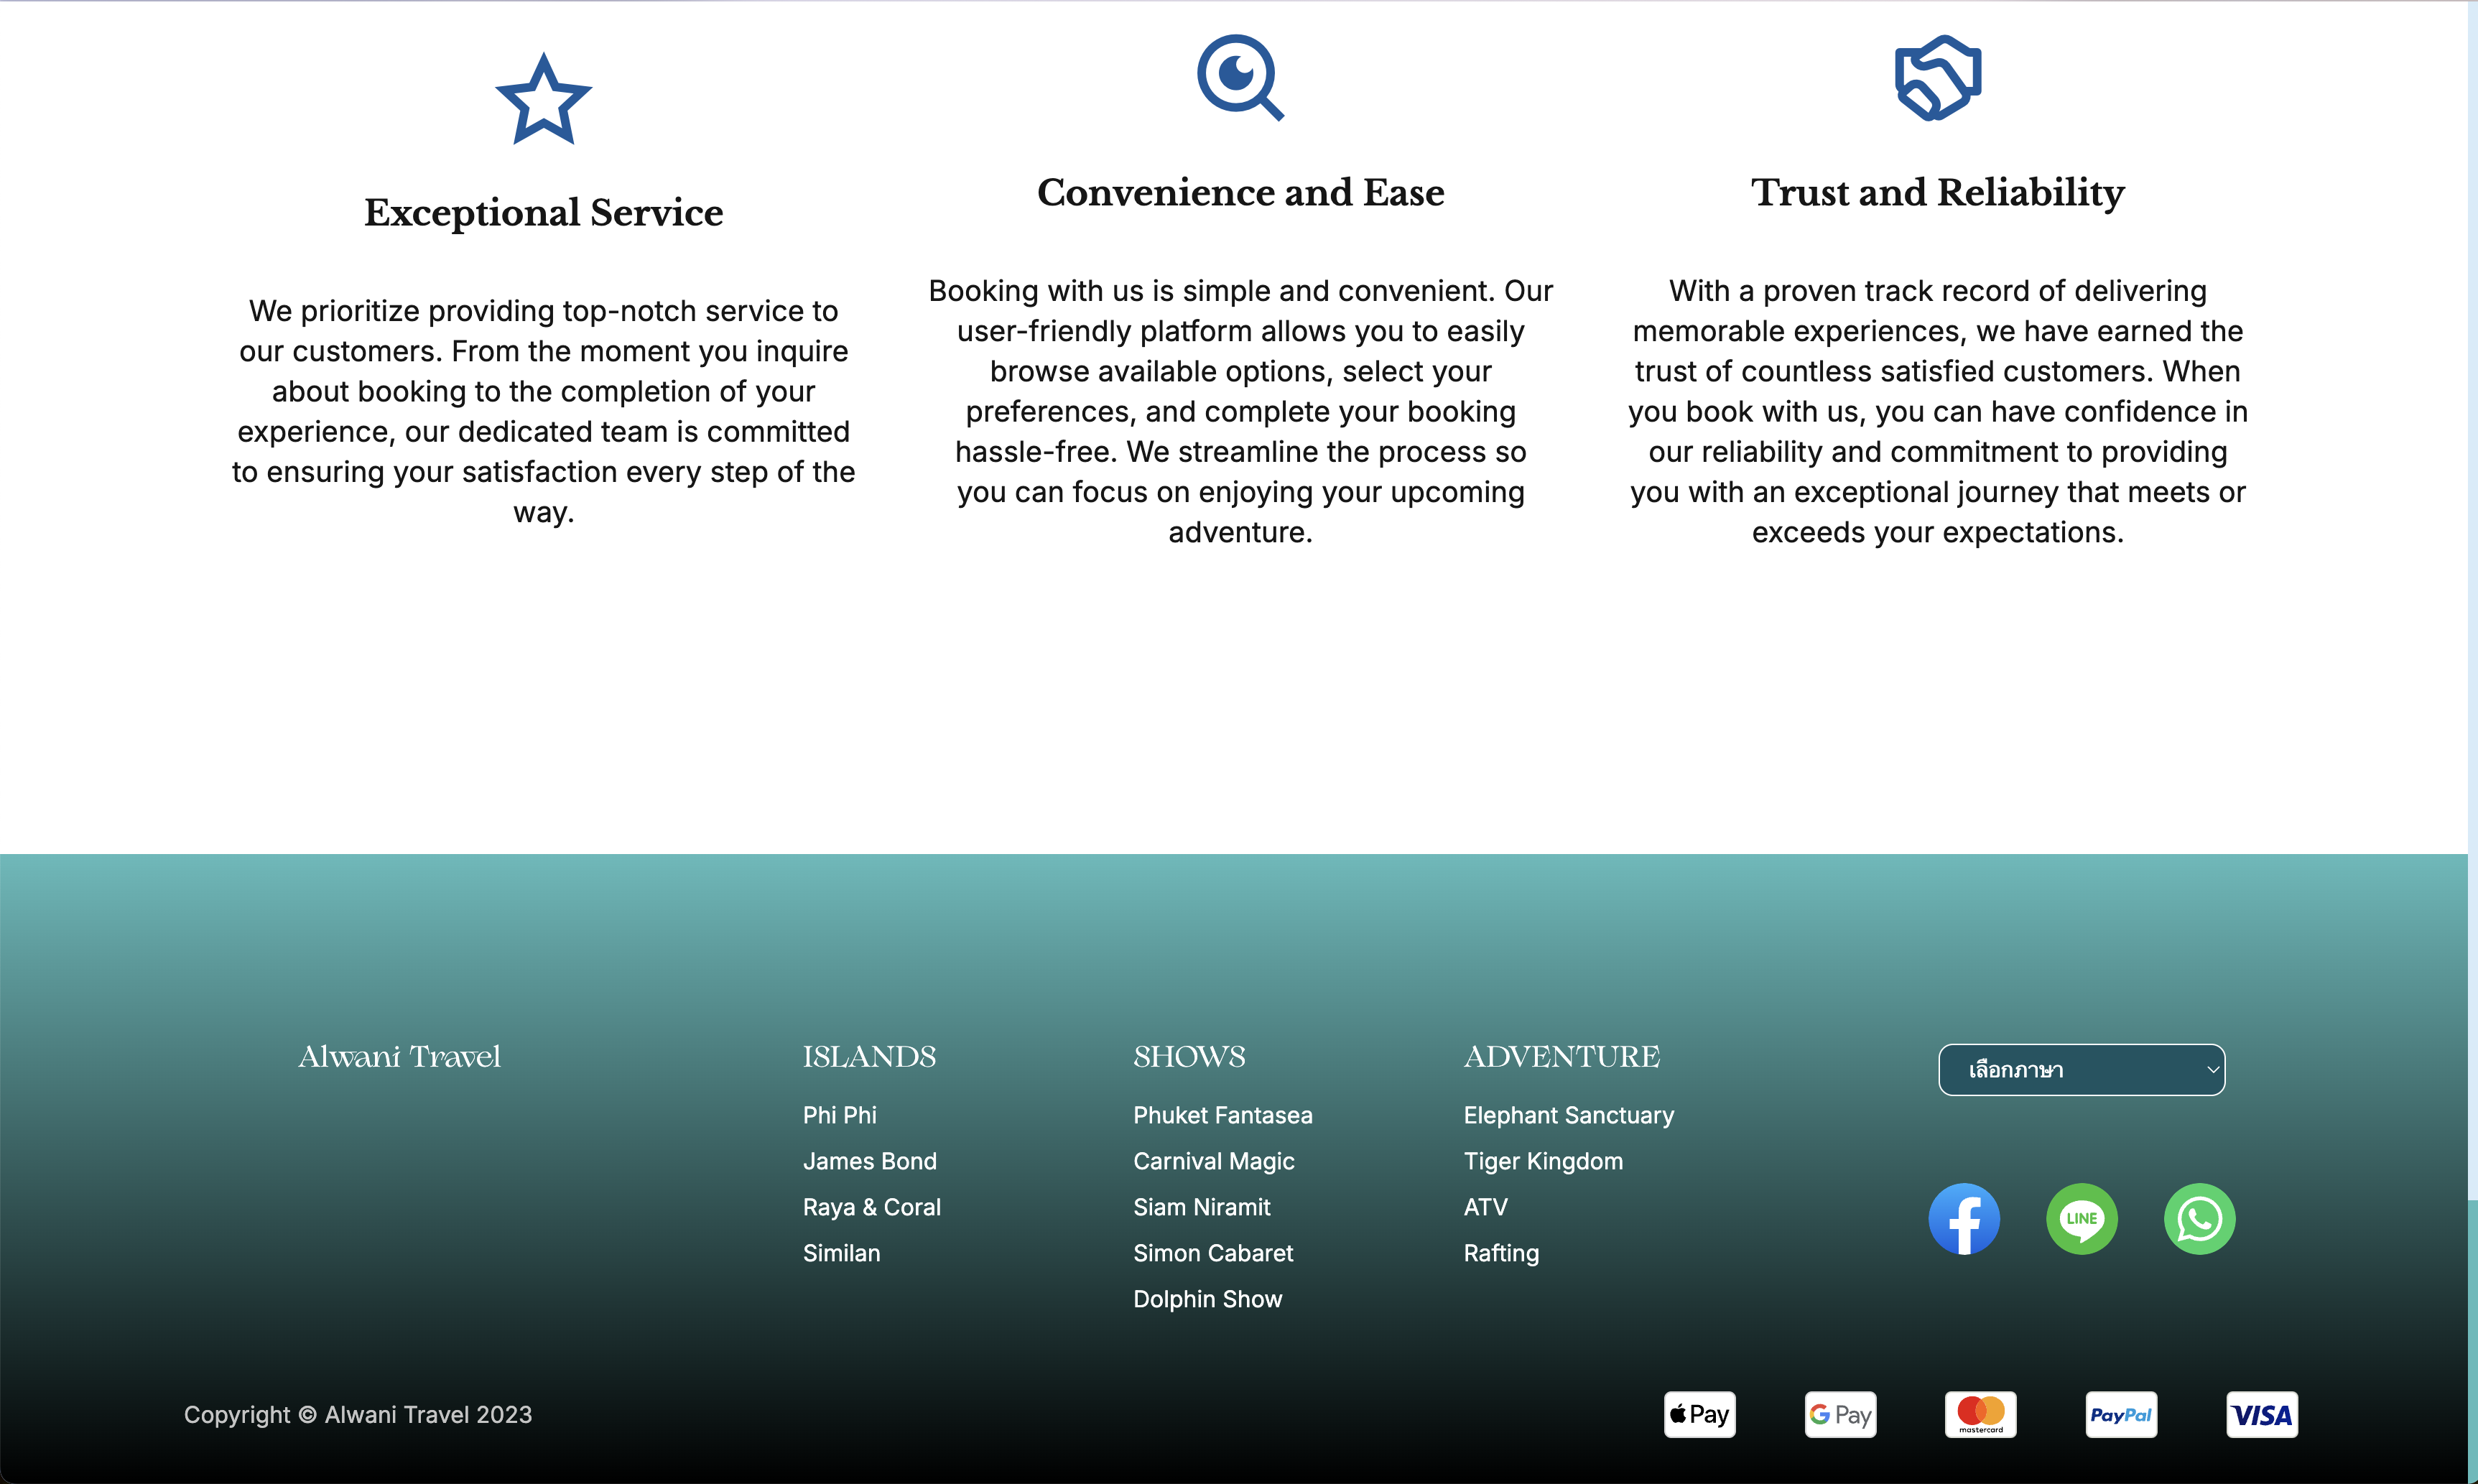 Exceptional Service
We prioritize providing top-notch service to
our customers. From the moment you inquire
about booking to the completion of your
experience, our dedicated team is committed
to ensuring your satisfaction every step of the
way.
Convenience and Ease
Booking with us is simple and convenient. Our
user-friendly platform allows you to easily
browse available options, select your
preferences, and complete your booking
hassle-free. We streamline the process so
you can focus on enjoying your upcoming
adventure.
Trust and Reliability
With a proven track record of delivering
memorable experiences, we have earned the
trust of countless satisfied customers. When
you book with us, you can have confidence in
our reliability and commitment to providing
you with an exceptional journey that meets or
exceeds your expectations.
Alwani Travel
ISLANDS
Phi Phi
James Bond
Raya & Coral
Similan
SHOWS
Phuket Fantasea
Carnival Magic
Siam Niramit
Simon Cabaret
Dolphin Show
ADVENTURE
Elephant Sanctuary
Tiger Kingdom
ATV
Rafting
เลือกภาษา
LINE
Copyright © Alwani Travel 2023
Pay
G Pay
mastercard
PayPal
VISA